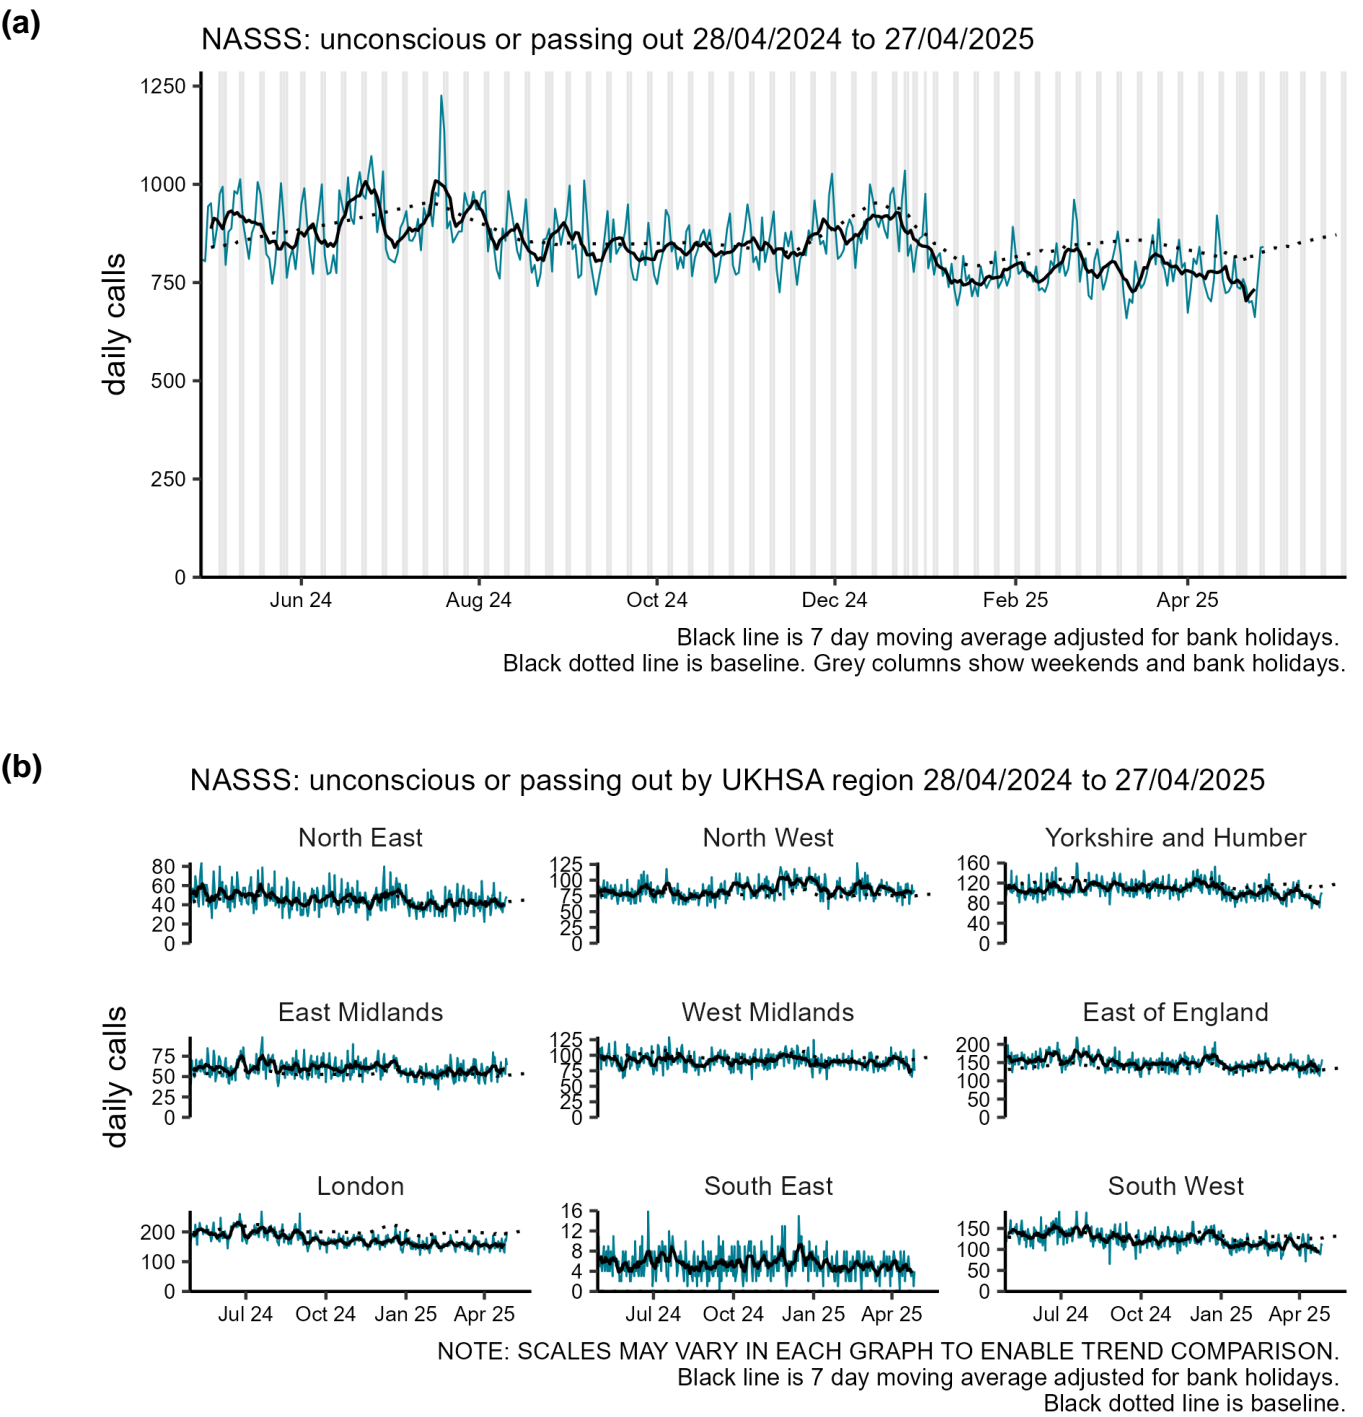 (a)
NASSS: unconscious or passing out 28/04/2024 to 27/04/2025
1250
1000
750
500
250
0
daily calls
Jun 24 Aug 24 Oct 24 Dec 24 Feb 25 Apr 25
Black line is 7 day moving average adjusted for bank holidays.
Black dotted line is baseline. Grey columns show weekends and bank holidays.
(b)
NASSS: unconscious or passing out by UKHSA region 28/04/2024 to 27/04/2025
daily calls
North East
80
60
40
20
0
North West
125
100
75
50
25
0
Yorkshire and Humber
160
120
80
40
0
East Midlands
75
50
25
0
West Midlands
125
100
75
50
25
0
East of England
200
150
100
50
0
London
200
100
0
Jul 24 Oct 24 Jan 25 Apr 25
South East
16
12
8
4
0
Jul 24 Oct 24 Jan 25 Apr 25
South West
150
100
50
0
Jul 24 Oct 24 Jan 25 Apr 25
NOTE: SCALES MAY VARY IN EACH GRAPH TO ENABLE TREND COMPARISON.
Black line is 7 day moving average adjusted for bank holidays.
Black dotted line is baseline.